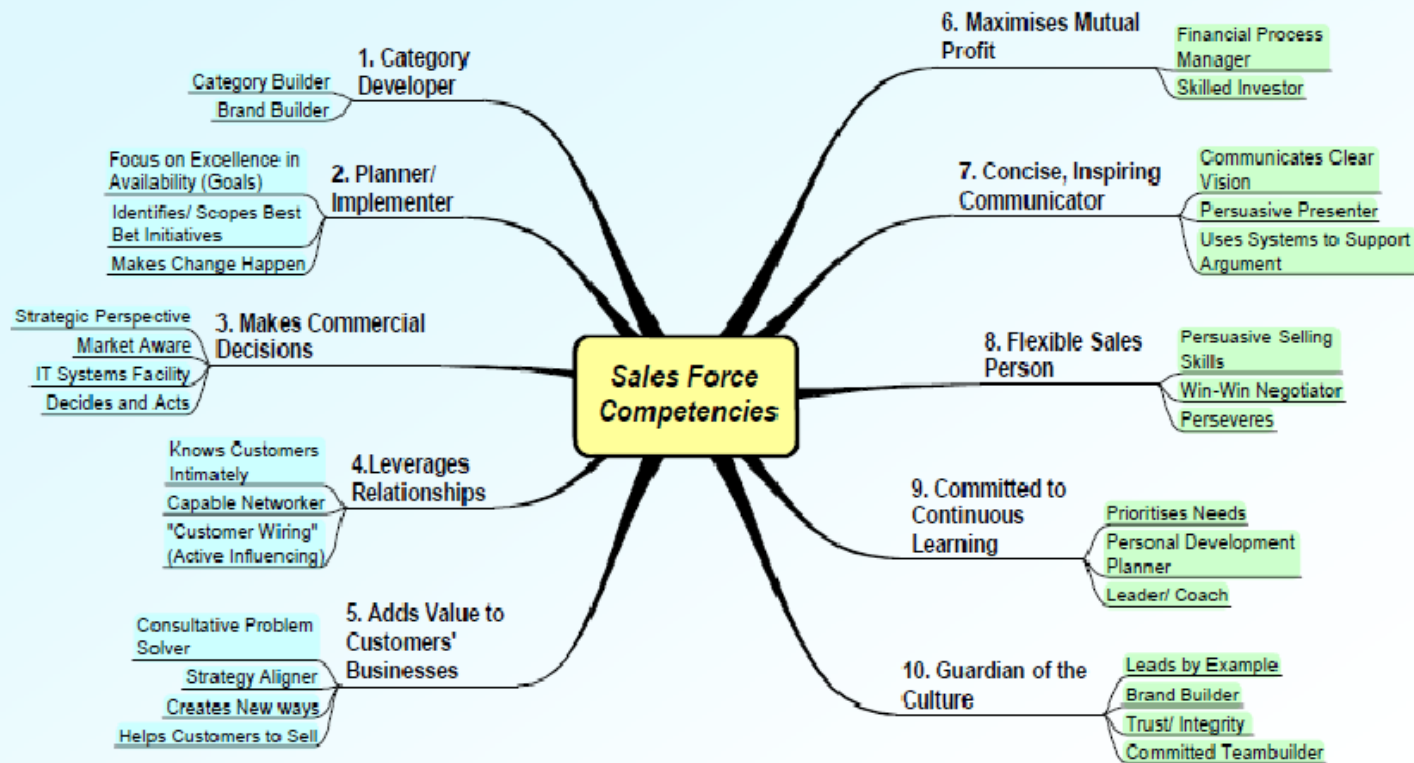 Sales Force
Competencies
1. Category
Developer
Category Builder
Brand Builder
2. Planner/
Implementer
Focus on Excellence in
Availability (Goals)
Identifies/ Scopes Best
Bet Initiatives
Makes Change Happen
3. Makes Commercial
Decisions
Strategic Perspective
Market Aware
IT Systems Facility
Decides and Acts
4.Leverages
Relationships
Knows Customers
Intimately
Capable Networker
"Customer Wiring"
(Active Influencing)
5. Adds Value to
Customers'
Businesses
Consultative Problem
Solver
Strategy Aligner
Creates New ways
Helps Customers to Sell
6. Maximises Mutual
Profit
Financial Process
Manager
Skilled Investor
7. Concise, Inspiring
Communicator
Communicates Clear
Vision
Persuasive Presenter
Uses Systems to Support
Argument
8. Flexible Sales
Person
Persuasive Selling
Skills
Win-Win Negotiator
Perseveres
9. Committed to
Continuous
Learning
Prioritises Needs
Personal Development
Planner
Leader/ Coach
10. Guardian of the
Culture
Leads by Example
Brand Builder
Trust/ Integrity
Committed Teambuilder